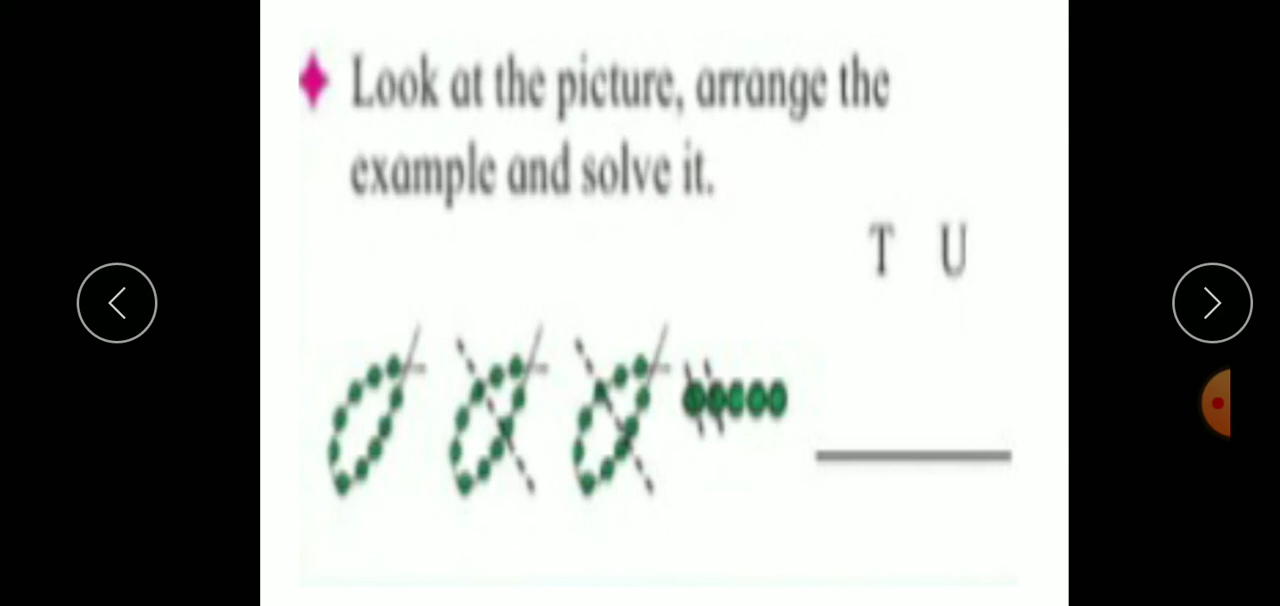 Look at the picture, arrange the
example and solve it.
T U